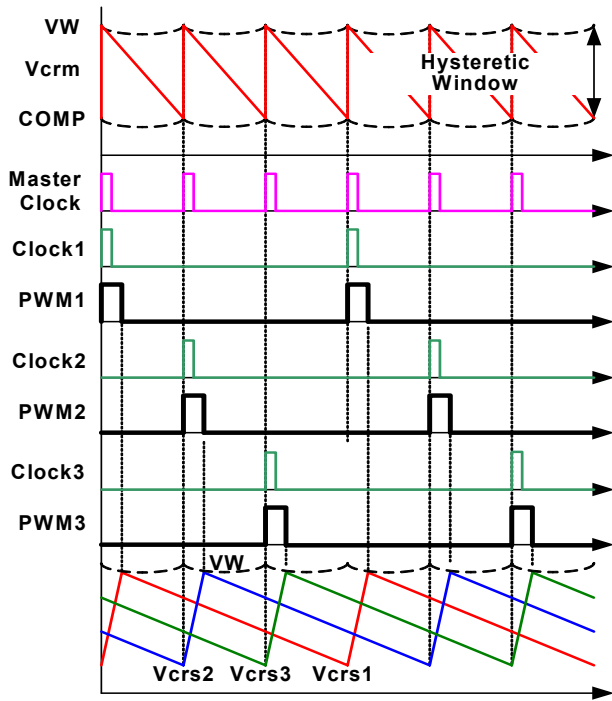 VW
Vcrm
Hysteretic
Window
COMP
Master
Clock
Clock1
PWM1
Clock2
PWM2
Clock3
PWM3
VW
Vcrs2 Vcrs3 Vcrs1